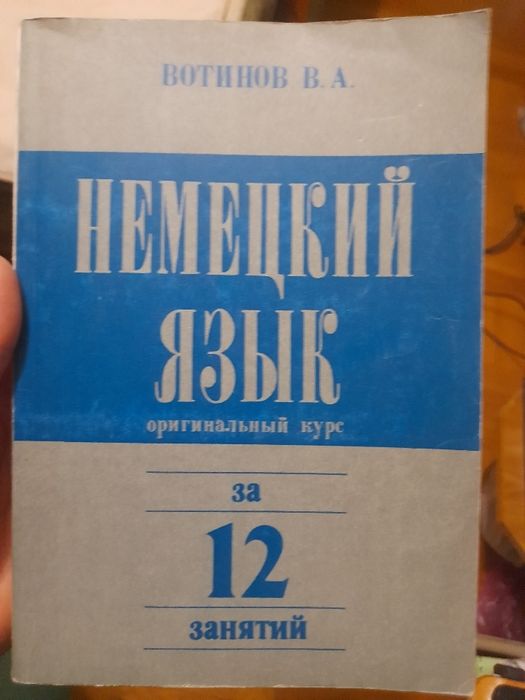 ВОТИНОВ В. А.
НЕМЕЦКИЙ
ЯЗЫК
оригинальный курс
за
12
занятий